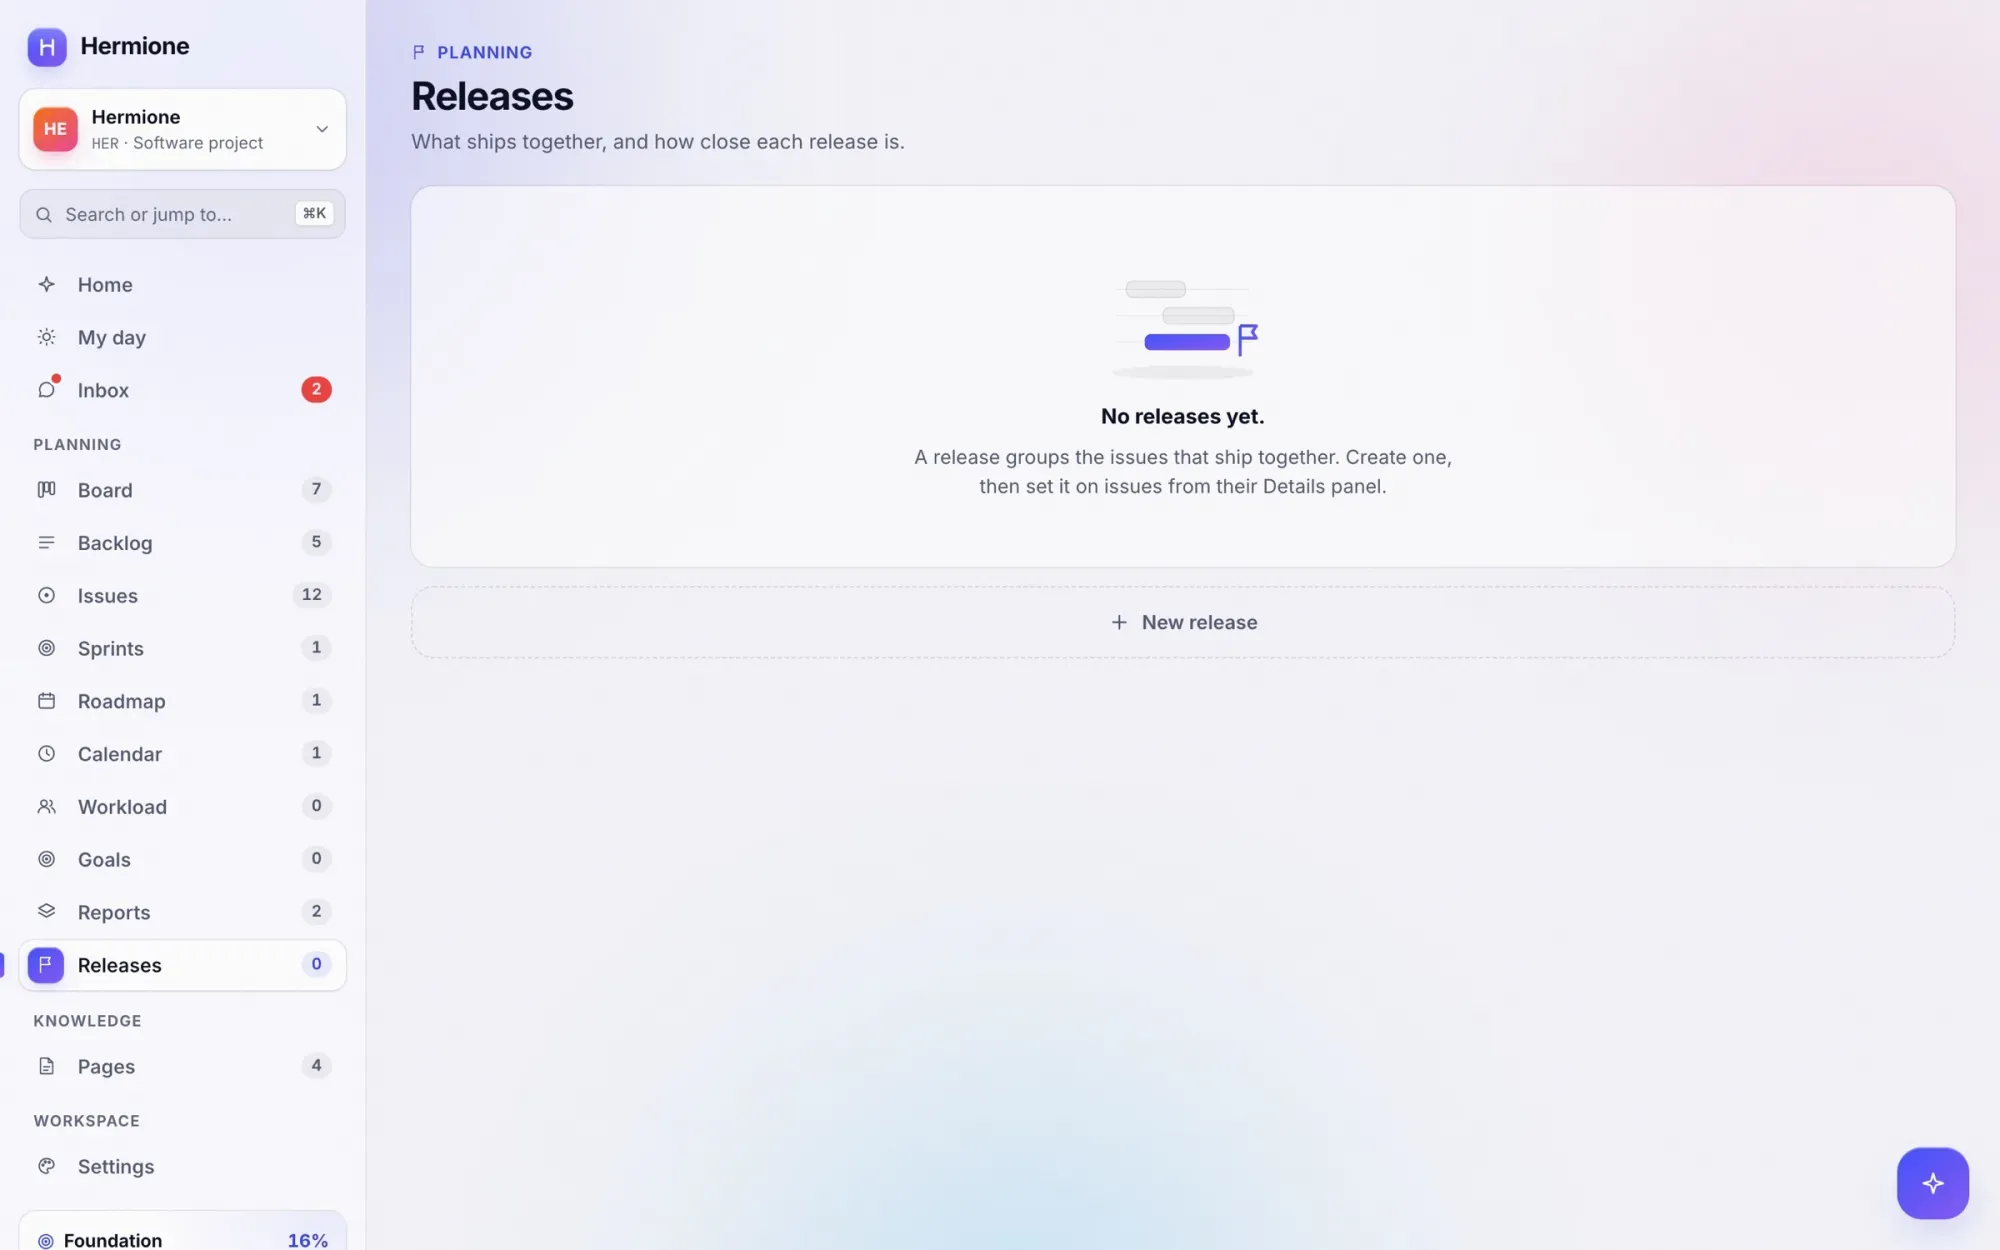 H Hermione
HE Hermione
HER · Software project
Search or jump to... ⌘K
Home
My day
Inbox 2
PLANNING
Board 7
Backlog 5
Issues 12
Sprints 1
Roadmap 1
Calendar 1
Workload 0
Goals 0
Reports 2
Releases 0
KNOWLEDGE
Pages 4
WORKSPACE
Settings
Foundation 16%
PLANNING
Releases
What ships together, and how close each release is.
No releases yet.
A release groups the issues that ship together. Create one,
then set it on issues from their Details panel.
+ New release